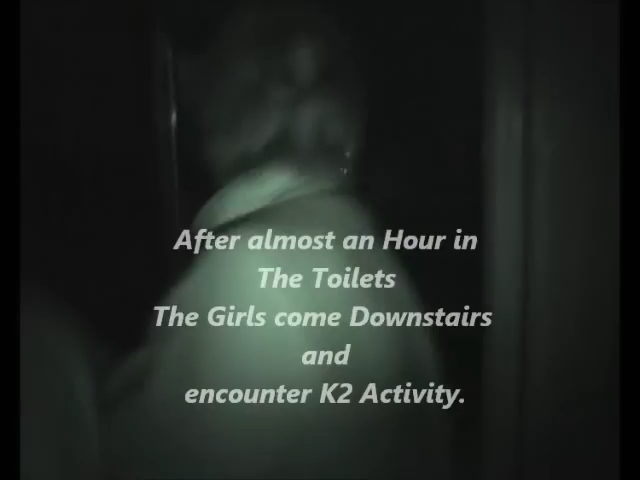 After almost an Hour in
The Toilets
The Girls come Downstairs
and
encounter K2 Activity.